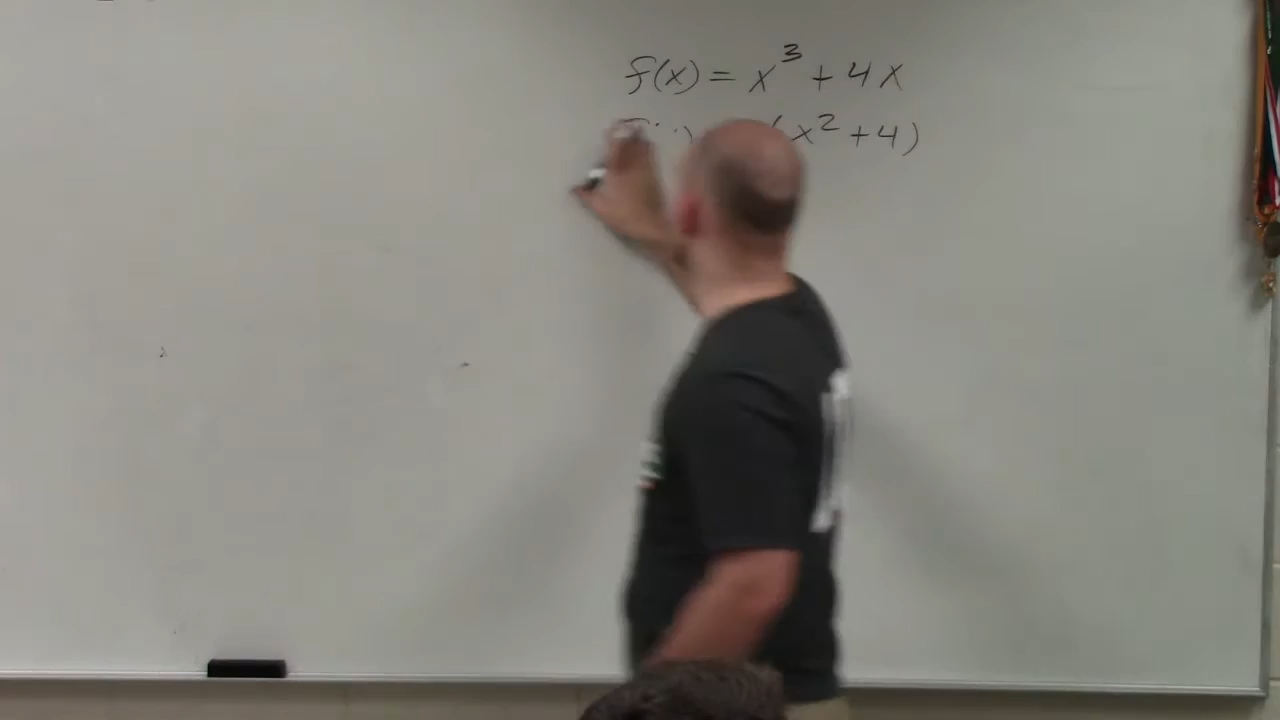 f(x) = x³ + 4x
( x² + 4 )